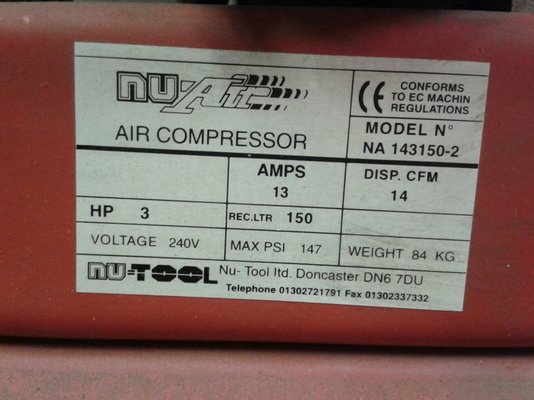 nu-Air
AIR COMPRESSOR
CE CONFORMS
TO EC MACHIN
REGULATIONS
MODEL N°
NA 143150-2
AMPS
13
DISP. CFM
14
HP 3
REC.LTR 150
VOLTAGE 240V
MAX PSI 147
WEIGHT 84 KG
nu-TOOL
Nu- Tool ltd. Doncaster DN6 7DU
Telephone 01302721791 Fax 01302337332